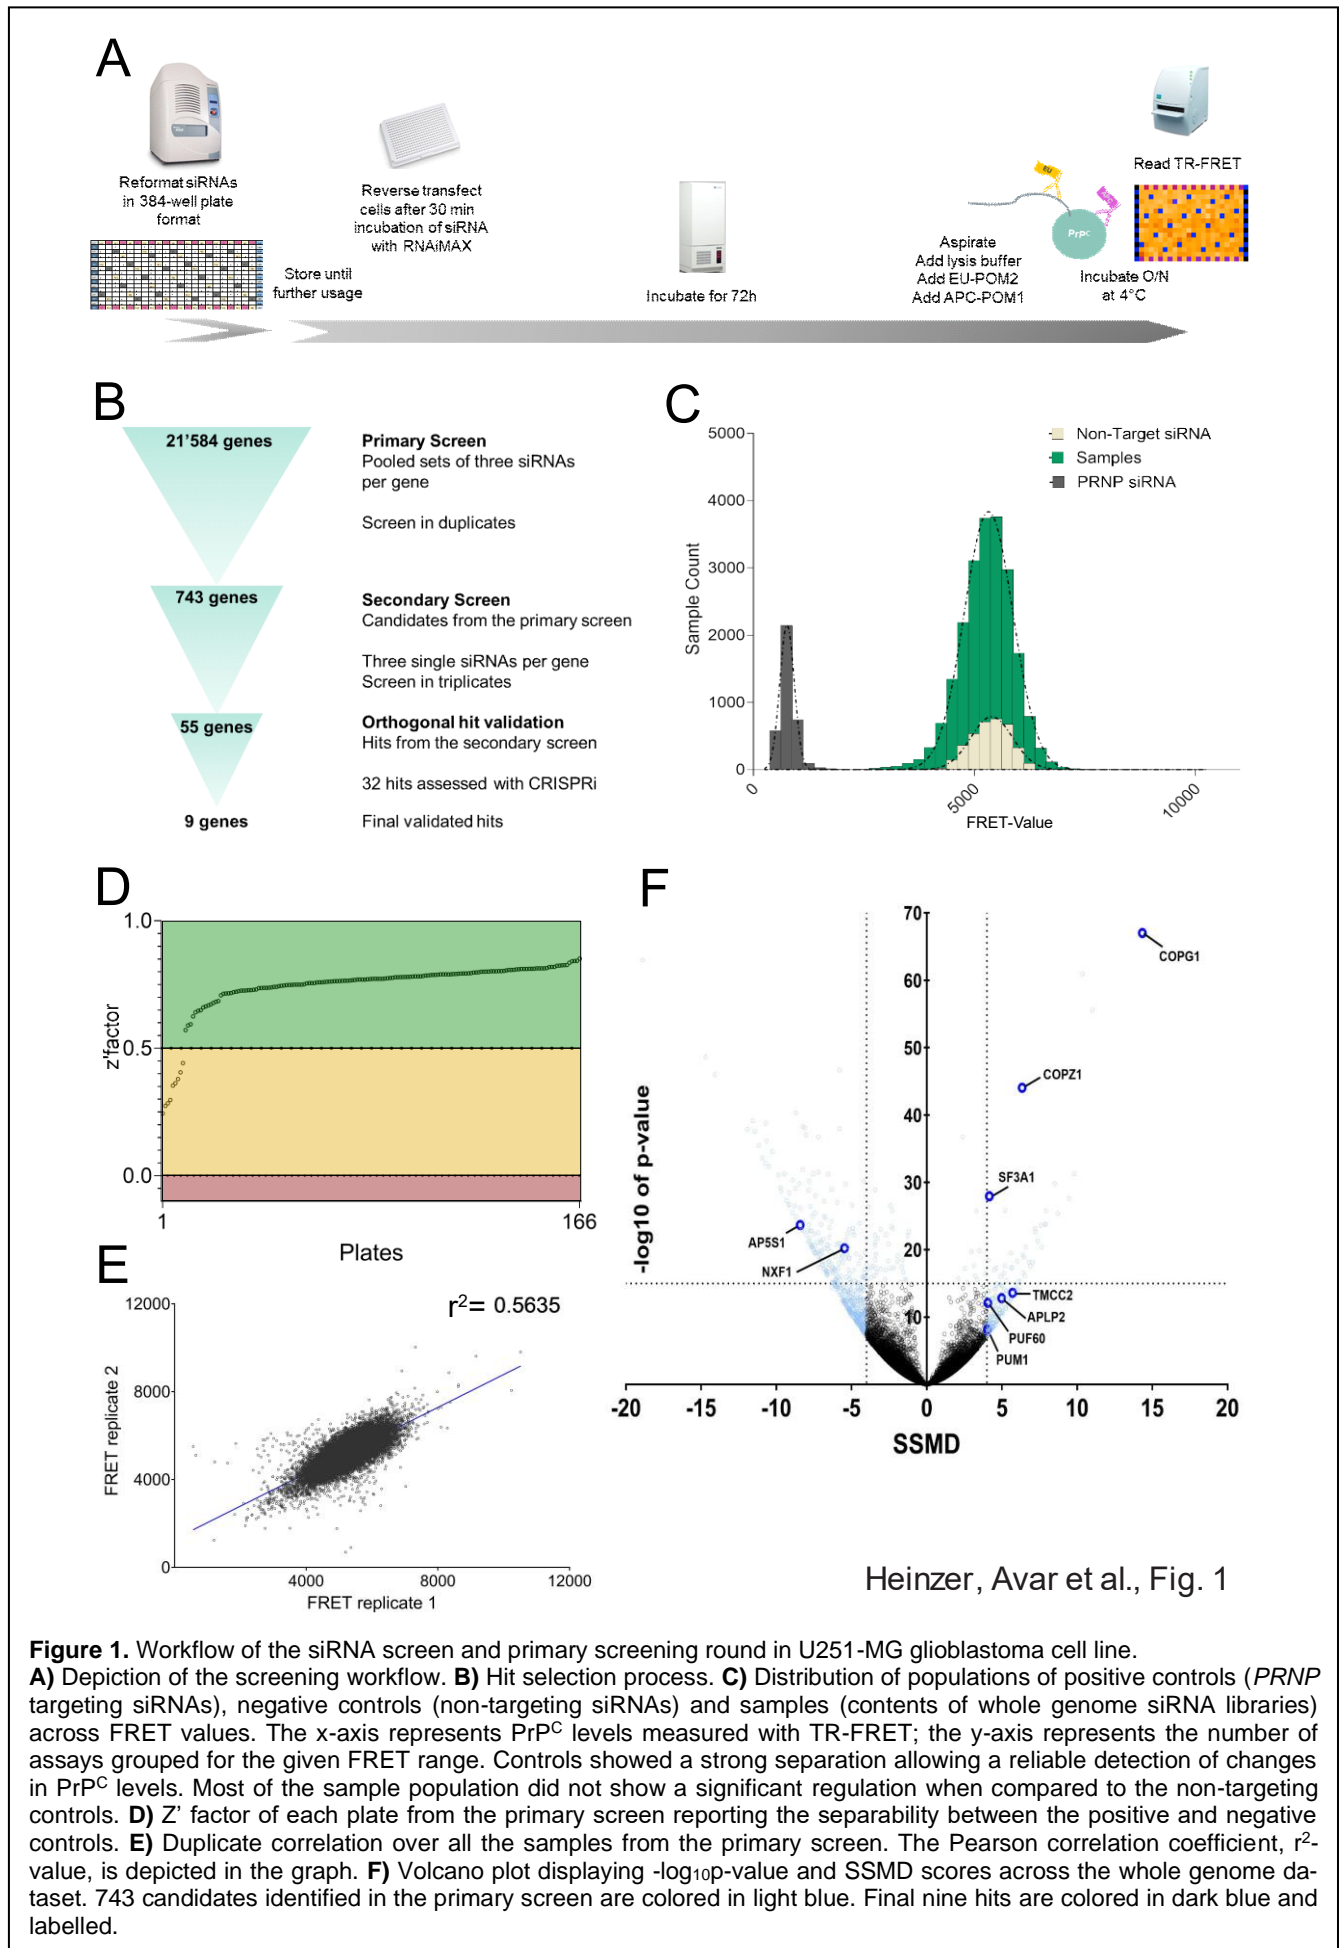 A
Reformat siRNAs
in 384-well plate
format
Store until
further usage
Reverse transfect
cells after 30 min
incubation of siRNA
with RNAiMAX
Incubate for 72h
Aspirate
Add lysis buffer
Add EU-POM2
Add APC-POM1
EU
PrPC
Incubate O/N
at 4°C
Read TR-FRET
B
21'584 genes
Primary Screen
Pooled sets of three siRNAs
per gene
Screen in duplicates
743 genes
Secondary Screen
Candidates from the primary screen
Three single siRNAs per gene
Screen in triplicates
55 genes
Orthogonal hit validation
Hits from the secondary screen
32 hits assessed with CRISPRi
9 genes
Final validated hits
C
5000
4000
3000
2000
1000
0
Sample Count
Non-Target siRNA
Samples
PRNP siRNA
0
5000
10000
FRET-Value
D
1.0
0.5
0.0
z'factor
1
166
Plates
E
r2= 0.5635
12000
8000
4000
0
FRET replicate 2
4000
8000
12000
FRET replicate 1
F
70
60
50
40
30
20
10
-log10 of p-value
COPG1
COPZ1
SF3A1
AP5S1
NXF1
TMCC2
APLP2
PUF60
PUM1
-20
-15
-10
-5
0
5
10
15
20
SSMD
Heinzer, Avar et al., Fig. 1
Figure 1. Workflow of the siRNA screen and primary screening round in U251-MG glioblastoma cell line.
A) Depiction of the screening workflow. B) Hit selection process. C) Distribution of populations of positive controls (PRNP
targeting siRNAs), negative controls (non-targeting siRNAs) and samples (contents of whole genome siRNA libraries)
across FRET values. The x-axis represents PrPC levels measured with TR-FRET; the y-axis represents the number of
assays grouped for the given FRET range. Controls showed a strong separation allowing a reliable detection of changes
in PrPC levels. Most of the sample population did not show a significant regulation when compared to the non-targeting
controls. D) Z' factor of each plate from the primary screen reporting the separability between the positive and negative
controls. E) Duplicate correlation over all the samples from the primary screen. The Pearson correlation coefficient, r2-
value, is depicted in the graph. F) Volcano plot displaying -log10p-value and SSMD scores across the whole genome da-
taset. 743 candidates identified in the primary screen are colored in light blue. Final nine hits are colored in dark blue and
labelled.